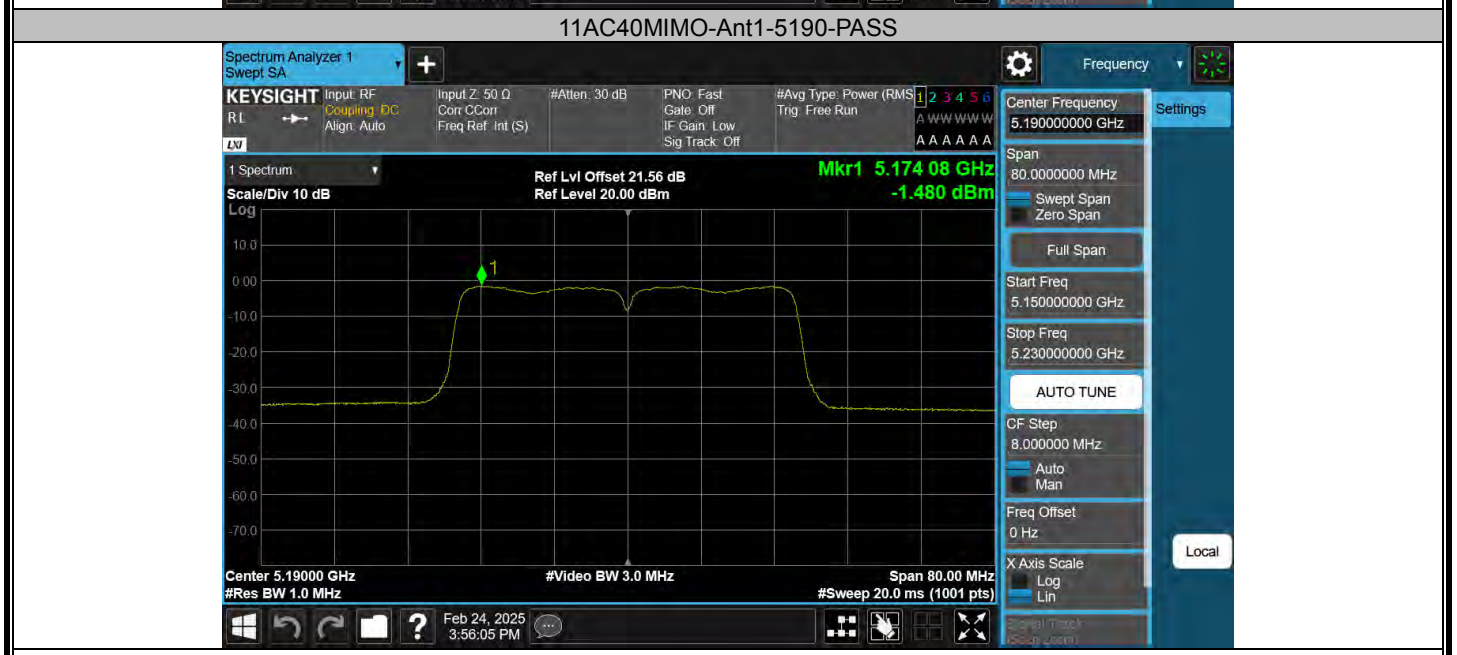 11AC40MIMO-Ant1-5190-PASS
Spectrum Analyzer 1
Swept SA
+
Frequency
KEYSIGHT
RL
LXI
Input: RF
Coupling: DC
Align: Auto
Input Z: 50 Ω
Corr CCorr
Freq Ref: Int (S)
#Atten: 30 dB
PNO: Fast
Gate: Off
IF Gain: Low
Sig Track: Off
#Avg Type: Power (RMS
Trig: Free Run
1 2 3 4 5 6
A WW WW W
A A A A A A
Center Frequency
5.190000000 GHz
Settings
Span
80.0000000 MHz
Swept Span
Zero Span
Full Span
Start Freq
5.150000000 GHz
Stop Freq
5.230000000 GHz
AUTO TUNE
CF Step
8.000000 MHz
Auto
Man
Freq Offset
0 Hz
X Axis Scale
Log
Lin
Local
1 Spectrum
Scale/Div 10 dB
Log
Ref Lvl Offset 21.56 dB
Ref Level 20.00 dBm
Mkr1 5.174 08 GHz
-1.480 dBm
1
10.0
0.00
-10.0
-20.0
-30.0
-40.0
-50.0
-60.0
-70.0
Center 5.19000 GHz
#Res BW 1.0 MHz
#Video BW 3.0 MHz
Span 80.00 MHz
#Sweep 20.0 ms (1001 pts)
?
Feb 24, 2025
3:56:05 PM
Signal Track